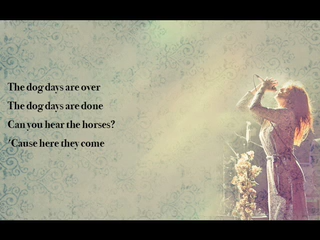 The dog days are over
The dog days are done
Can you hear the horses?
'Cause here they come